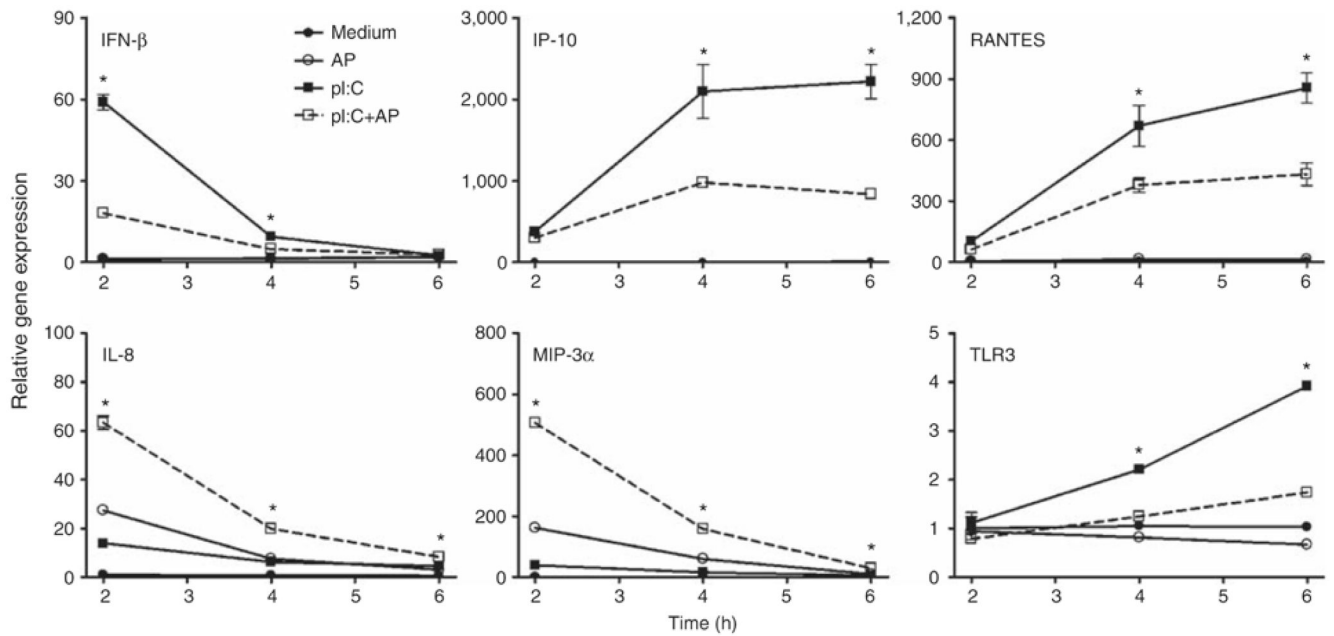 Relative gene expression
IFN-β
Medium
AP
pI:C
pI:C+AP
90
60
30
0
*
*
2 3 4 5 6
IP-10
3,000
2,000
1,000
0
*
*
2 3 4 5 6
RANTES
1,200
900
600
300
0
*
*
2 3 4 5 6
IL-8
100
80
60
40
20
0
*
*
*
2 3 4 5 6
MIP-3α
800
600
400
200
0
*
*
*
2 3 4 5 6
TLR3
5
4
3
2
1
0
*
*
2 3 4 5 6
Time (h)